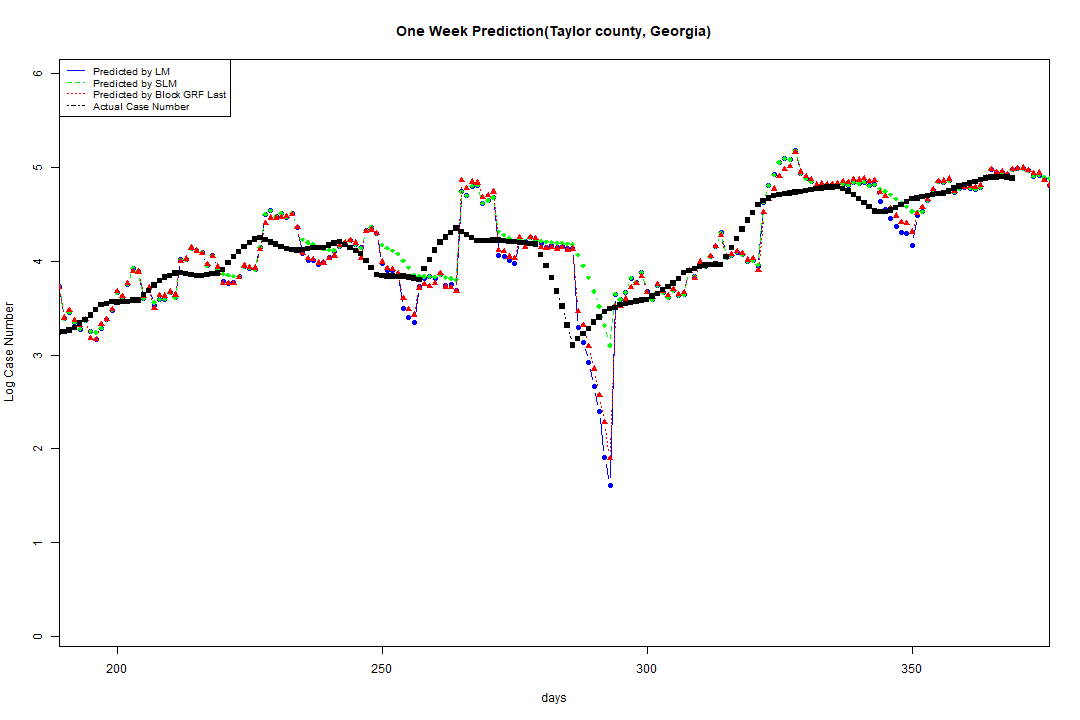 One Week Prediction(Taylor county, Georgia)
Predicted by LM
Predicted by SLM
Predicted by Block GRF Last
Actual Case Number
6
5
4
3
2
1
0
Log Case Number
200 250 300 350
days